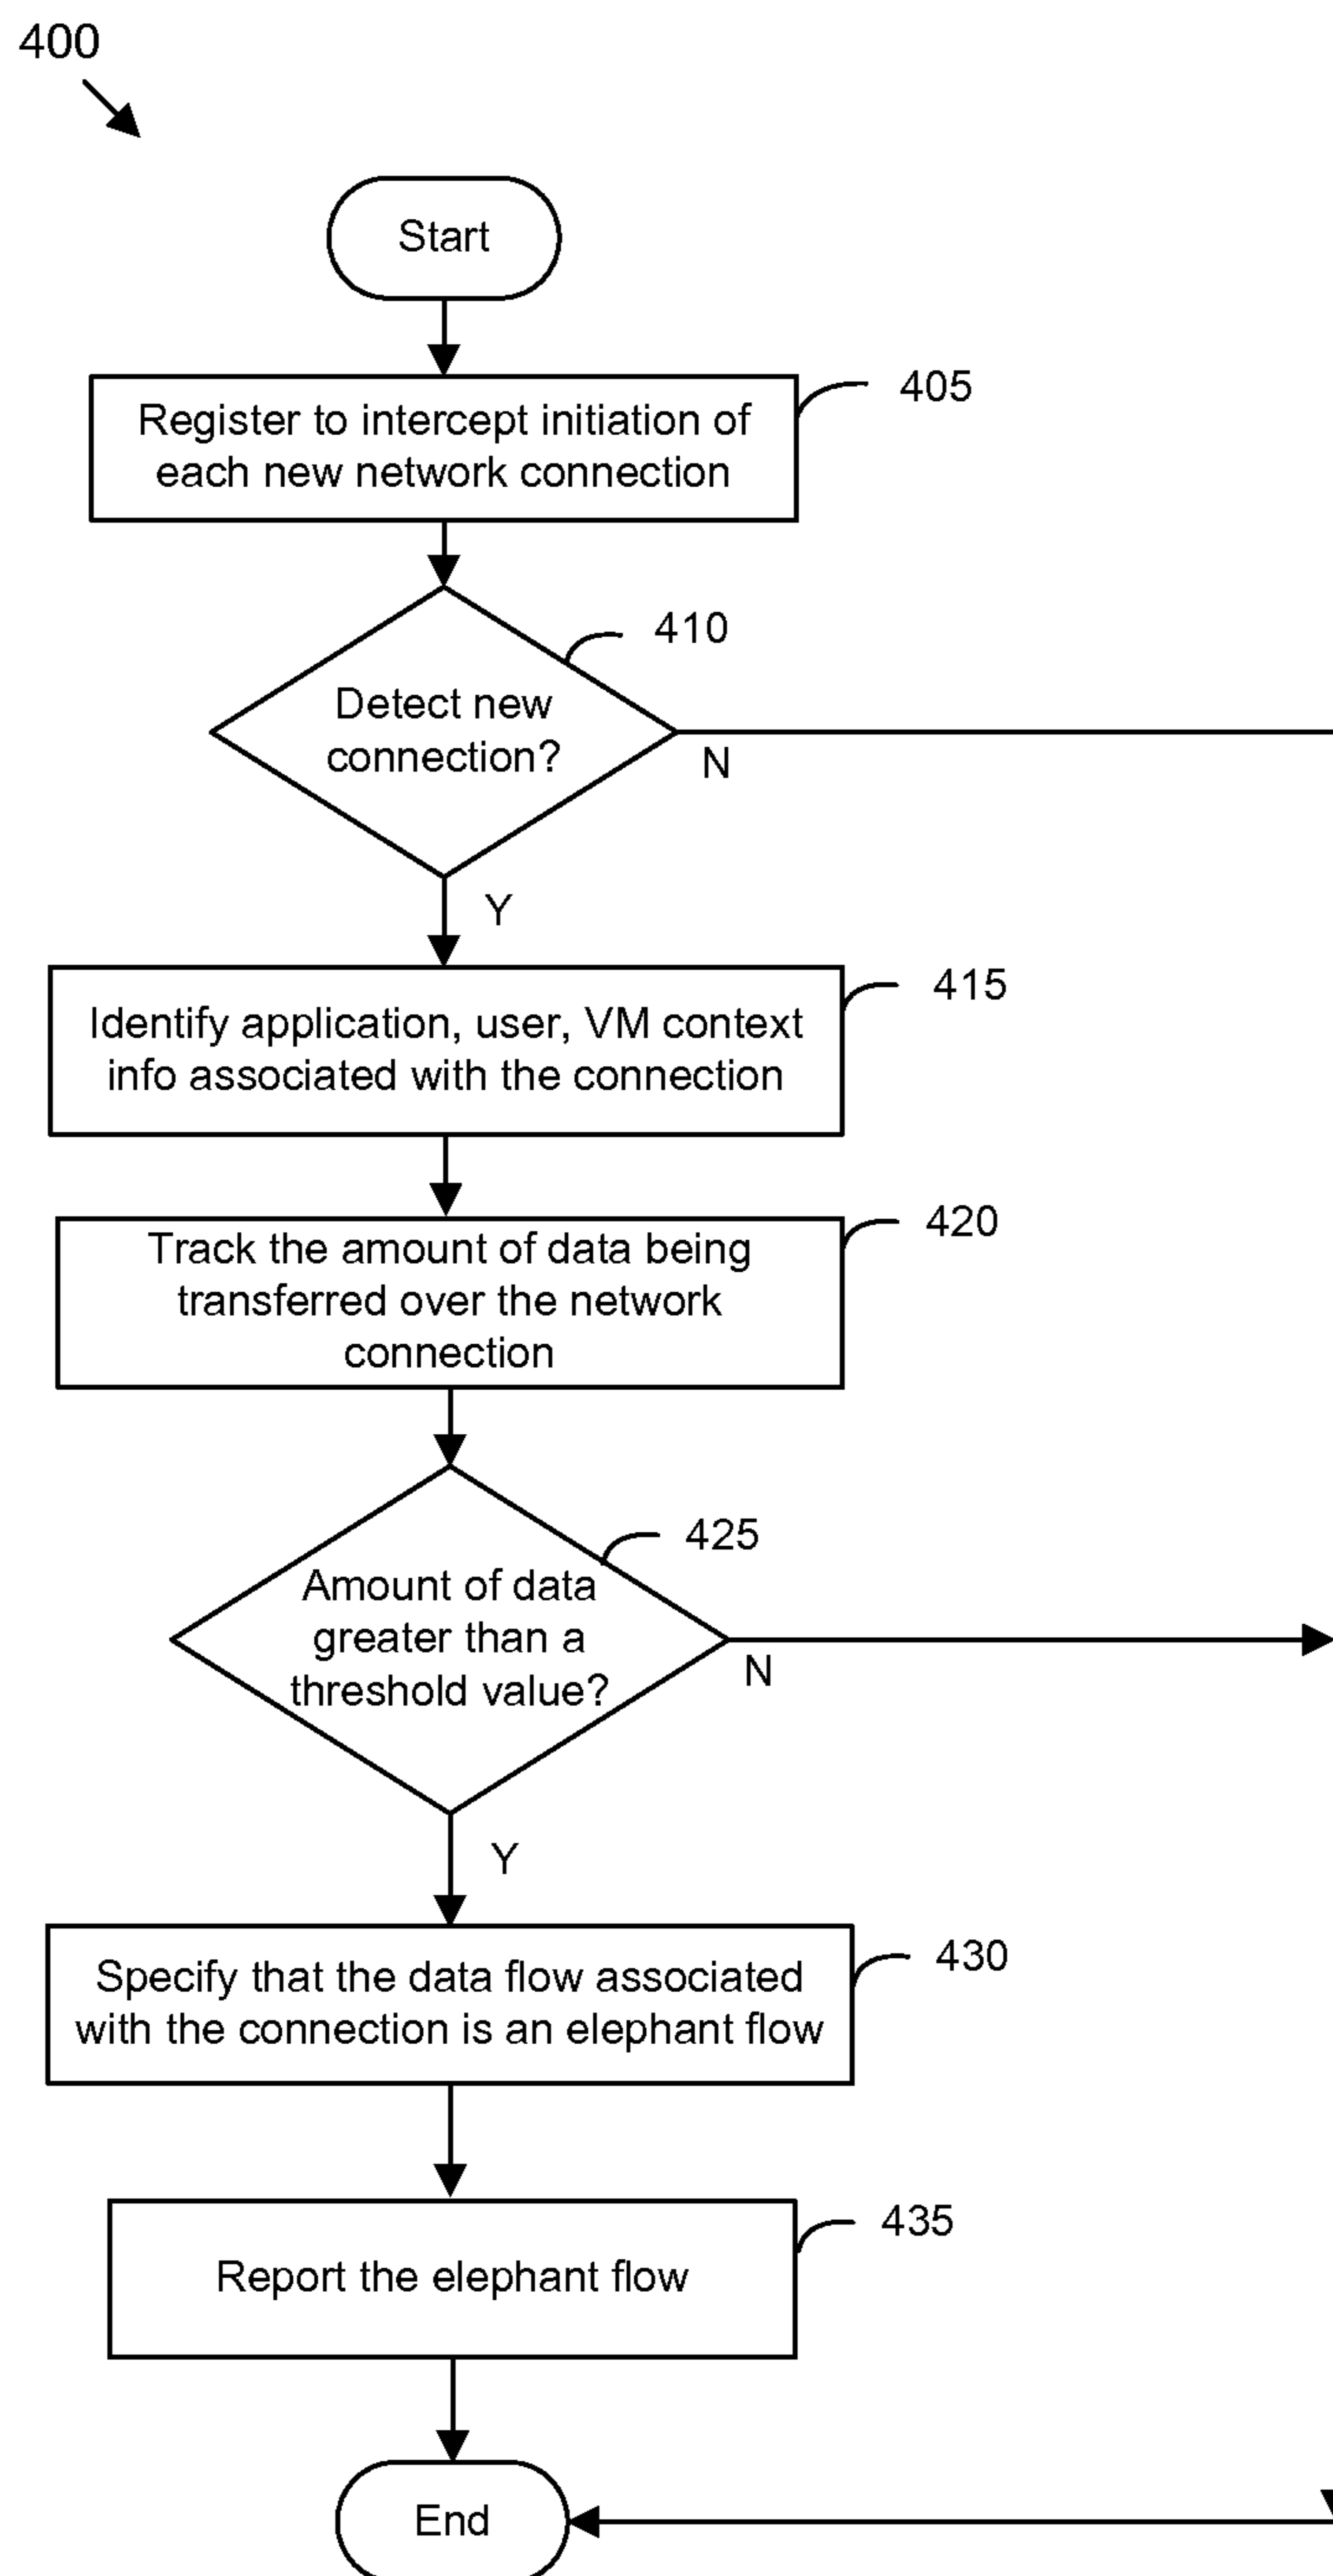 400
Start
405
Register to intercept initiation of
each new network connection
410
Detect new
connection?
N
Y
415
Identify application, user, VM context
info associated with the connection
420
Track the amount of data being
transferred over the network
connection
425
Amount of data
greater than a
threshold value?
N
Y
430
Specify that the data flow associated
with the connection is an elephant flow
435
Report the elephant flow
End